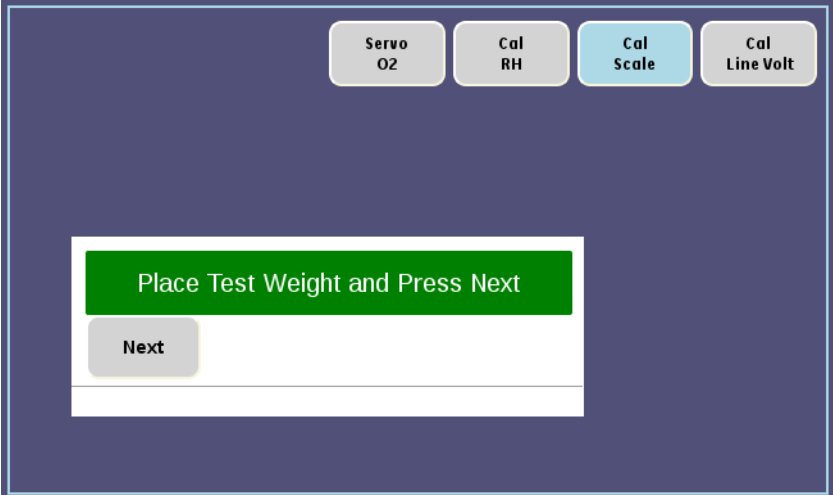 Servo
O2
Cal
RH
Cal
Scale
Cal
Line Volt
Place Test Weight and Press Next
Next